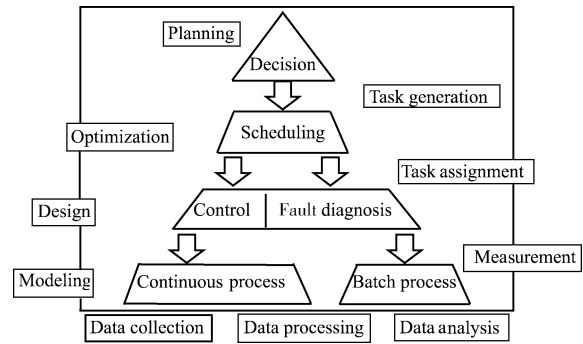 Planning
Decision
Task generation
Optimization
Scheduling
Task assignment
Design
Control
Fault diagnosis
Measurement
Modeling
Continuous process
Batch process
Data collection
Data processing
Data analysis